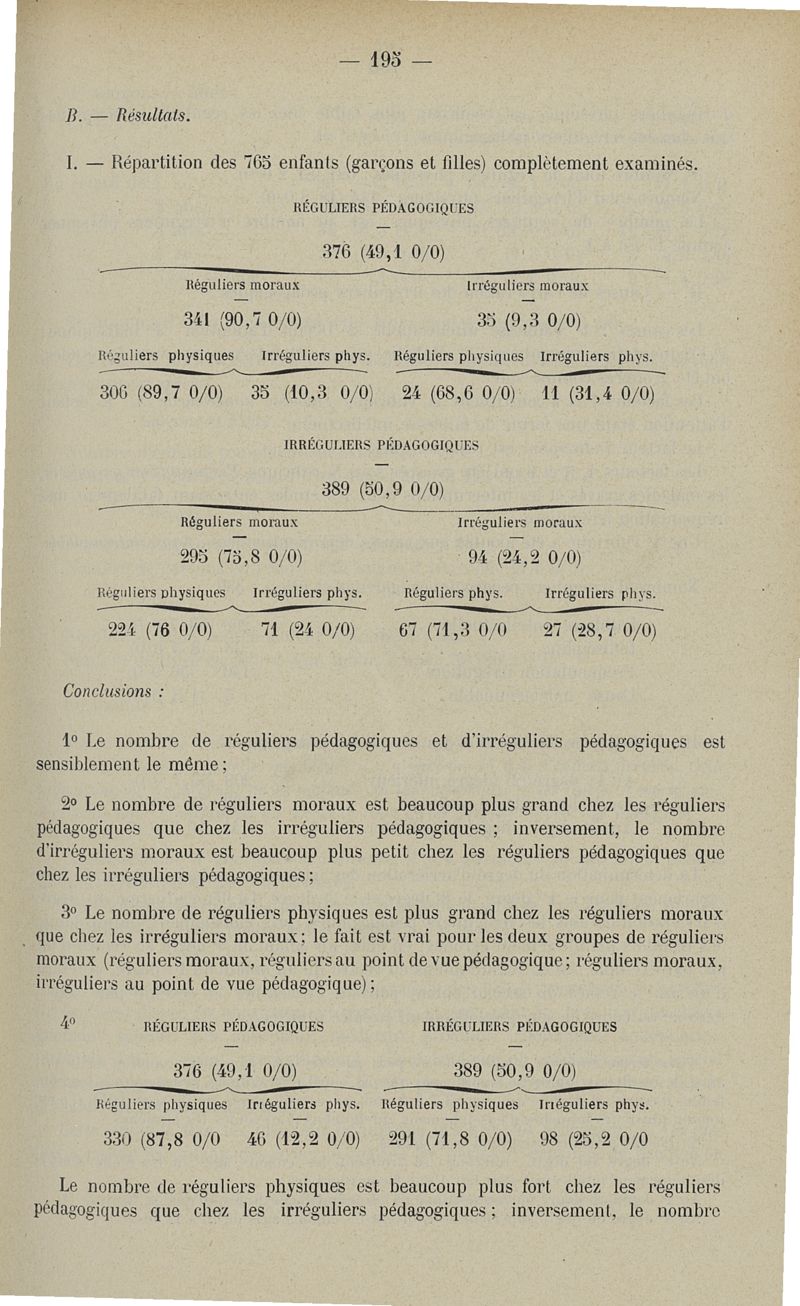 — 195 —
B. — Résultats.
I. — Répartition des 765 enfants (garçons et filles) complètement examinés.
RÉGULIERS PÉDAGOGIQUES
—
376 (49,1 0/0)
Réguliers moraux Irréguliers moraux
— —
341 (90,7 0/0) 35 (9,3 0/0)
Réguliers physiques Irréguliers phys. Réguliers physiques Irréguliers phys.
306 (89,7 0/0) 35 (10,3 0/0) 24 (68,6 0/0) 11 (31,4 0/0)
IRRÉGULIERS PÉDAGOGIQUES
—
389 (50,9 0/0)
Réguliers moraux Irréguliers moraux
— —
295 (75,8 0/0) 94 (24,2 0/0)
Réguliers physiques Irréguliers phys. Réguliers phys. Irréguliers phys.
224 (76 0/0) 71 (24 0/0) 67 (71,3 0/0 27 (28,7 0/0)
Conclusions :
1º Le nombre de réguliers pédagogiques et d'irréguliers pédagogiques est
sensiblement le même ;
2º Le nombre de réguliers moraux est beaucoup plus grand chez les réguliers
pédagogiques que chez les irréguliers pédagogiques ; inversement, le nombre
d'irréguliers moraux est beaucoup plus petit chez les réguliers pédagogiques que
chez les irréguliers pédagogiques ;
3º Le nombre de réguliers physiques est plus grand chez les réguliers moraux
que chez les irréguliers moraux ; le fait est vrai pour les deux groupes de réguliers
moraux (réguliers moraux, réguliers au point de vue pédagogique ; réguliers moraux,
irréguliers au point de vue pédagogique) ;
4º RÉGULIERS PÉDAGOGIQUES IRRÉGULIERS PÉDAGOGIQUES
— —
376 (49,1 0/0) 389 (50,9 0/0)
Réguliers physiques Irréguliers phys. Réguliers physiques Irréguliers phys.
— — —
330 (87,8 0/0 46 (12,2 0/0) 291 (71,8 0/0) 98 (25,2 0/0
Le nombre de réguliers physiques est beaucoup plus fort chez les réguliers
pédagogiques que chez les irréguliers pédagogiques ; inversement, le nombre